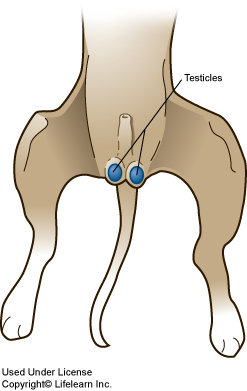 Testicles
Used Under License
Copyright© Lifelearn Inc.